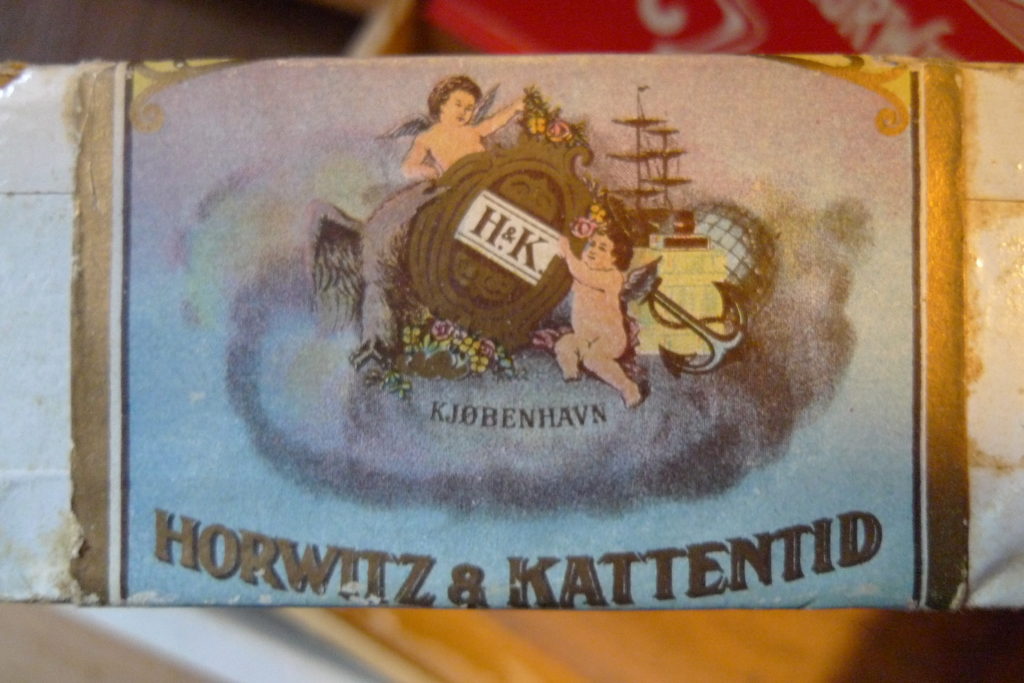 H&K.
KJØBENHAVN
HORWITZ & KATTENTID